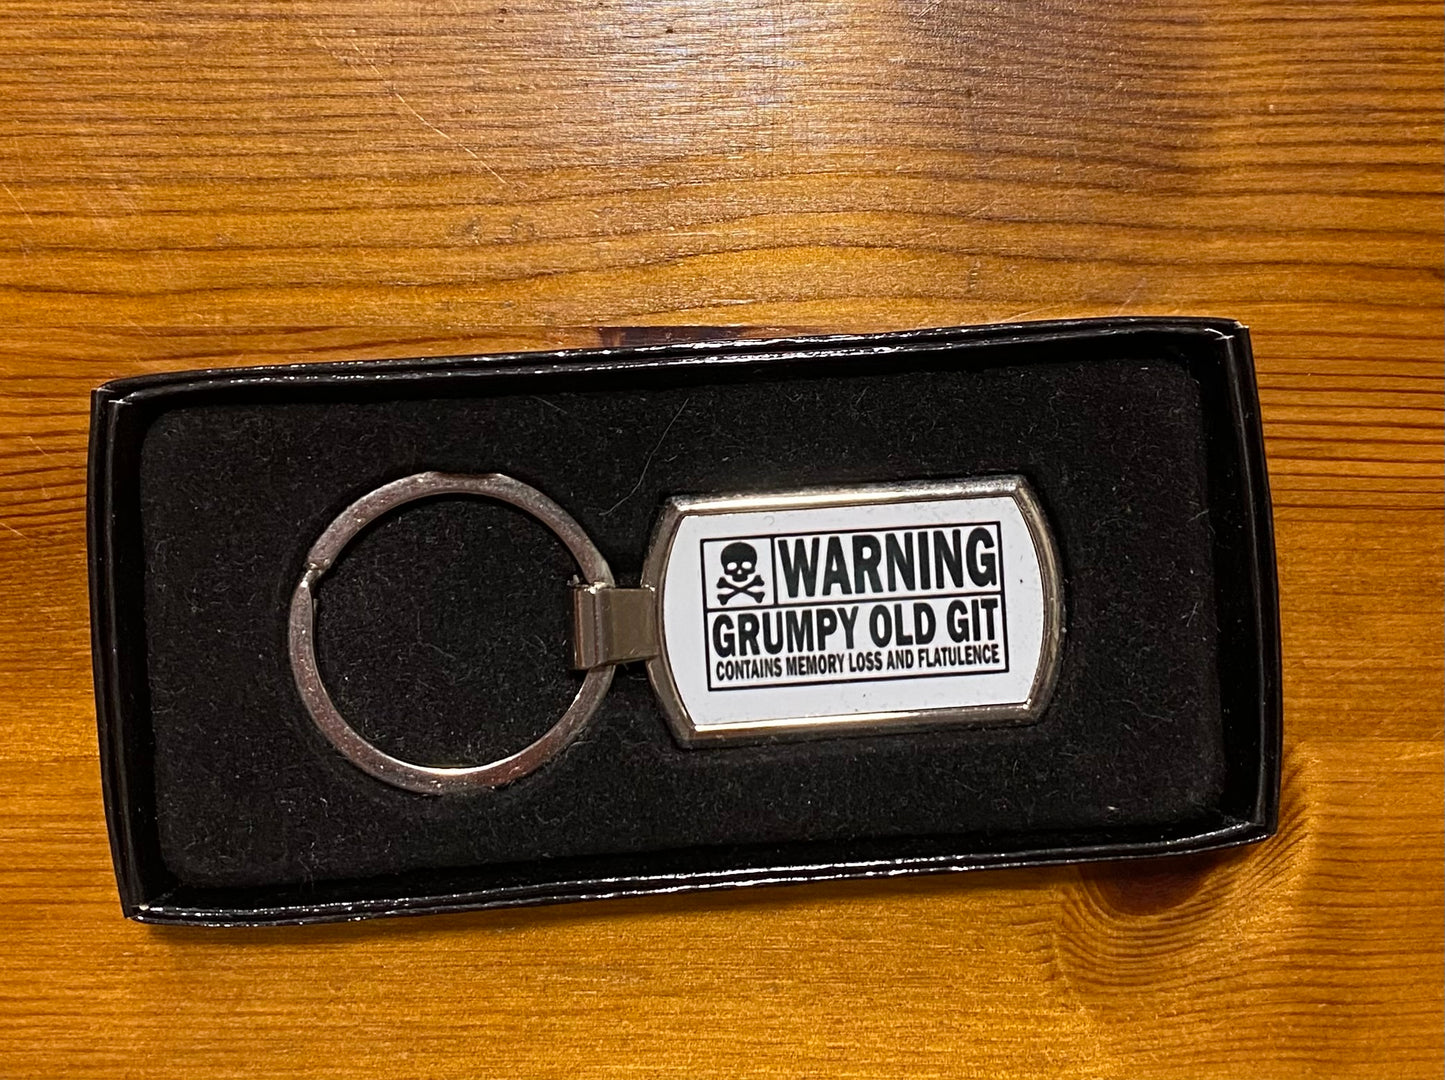 WARNING
GRUMPY OLD GIT
CONTAINS MEMORY LOSS AND FLATULENCE